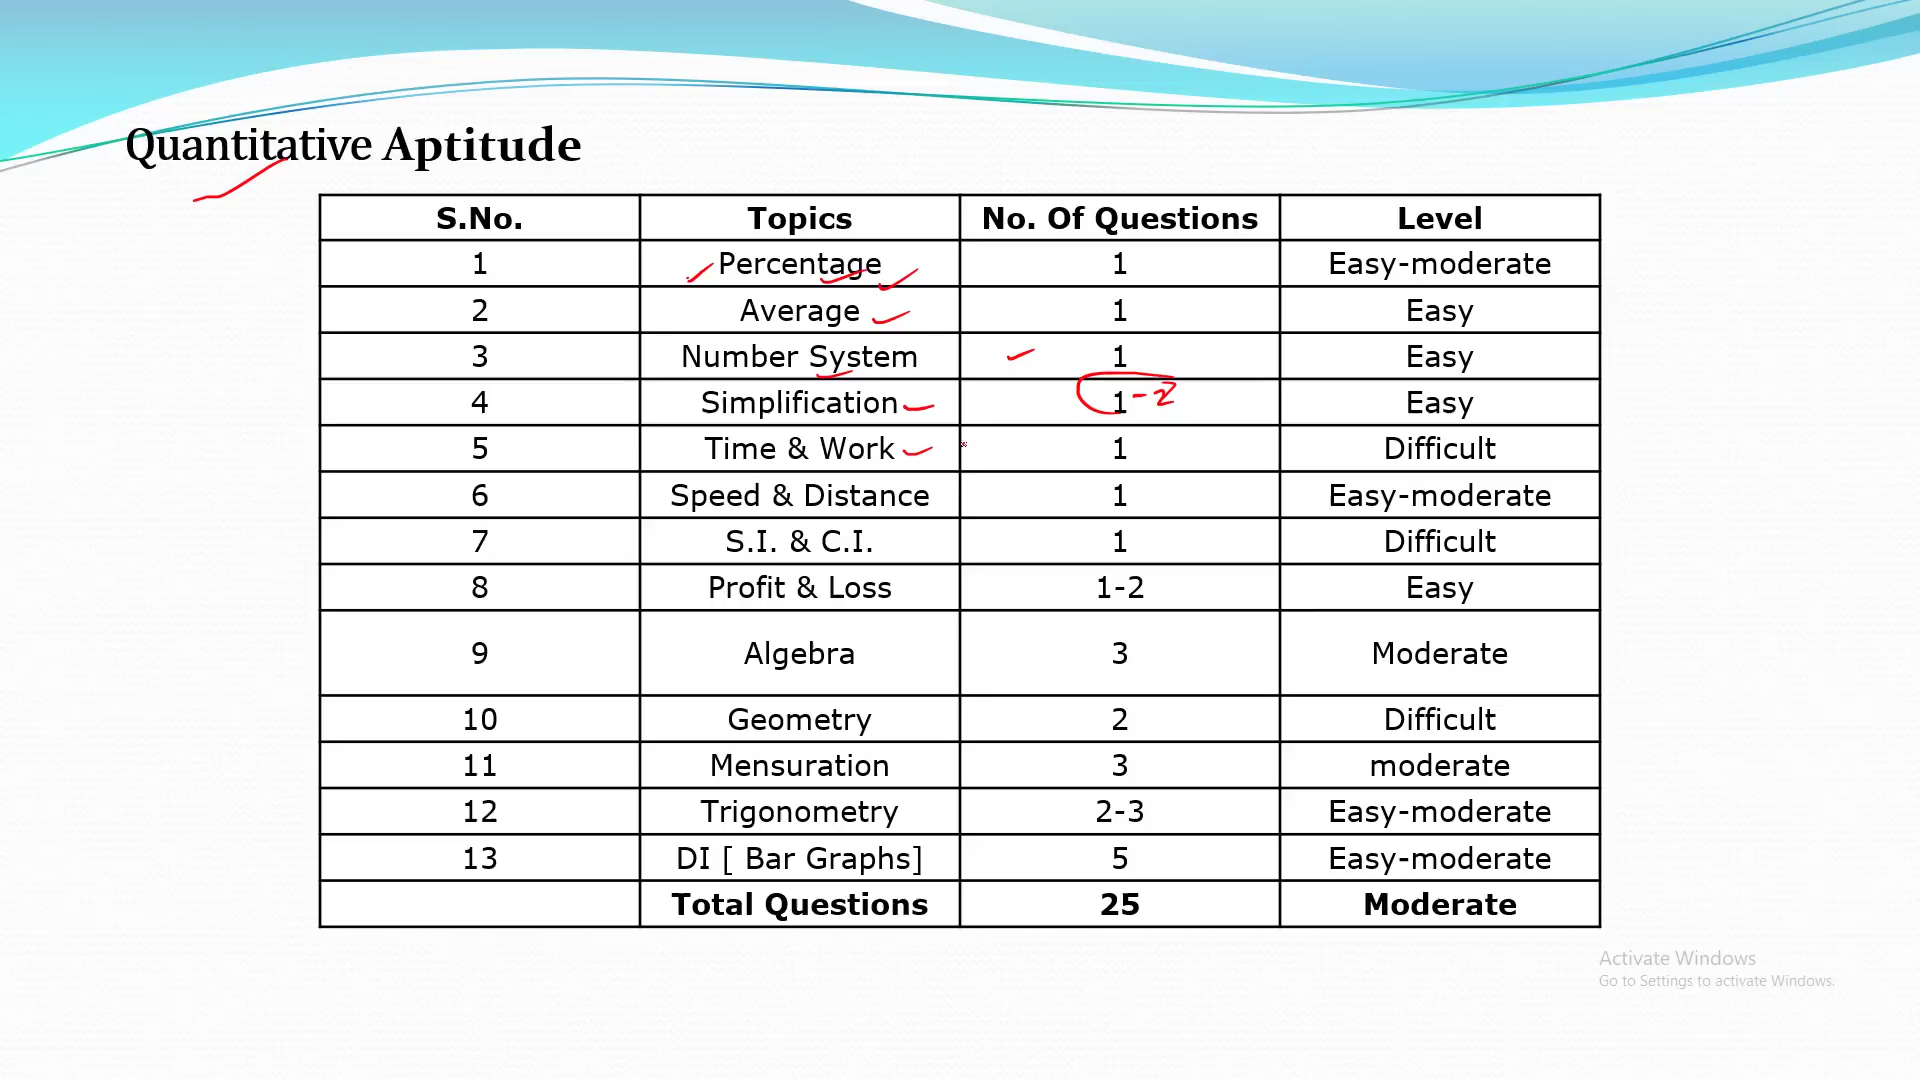 Quantitative Aptitude
S.No. Topics No. Of Questions Level
1 Percentage 1 Easy-moderate
2 Average 1 Easy
3 Number System 1 Easy
4 Simplification 1-2 Easy
5 Time & Work 1 Difficult
6 Speed & Distance 1 Easy-moderate
7 S.I. & C.I. 1 Difficult
8 Profit & Loss 1-2 Easy
9 Algebra 3 Moderate
10 Geometry 2 Difficult
11 Mensuration 3 moderate
12 Trigonometry 2-3 Easy-moderate
13 DI [ Bar Graphs] 5 Easy-moderate
Total Questions 25 Moderate
Activate Windows
Go to Settings to activate Windows.